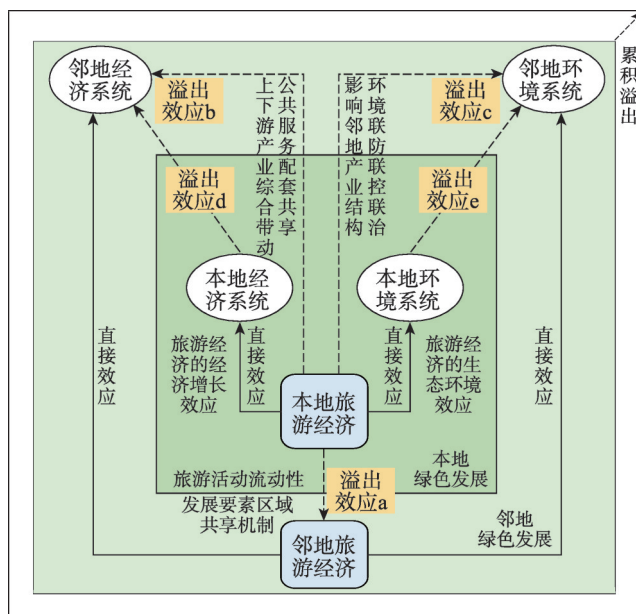 累积溢出
邻地经
济系统
溢出
效应b
公共服务配套共享
上下游产业综合带动
环境联防联控联治
影响邻地产业结构
溢出
效应c
邻地环
境系统
溢出
效应d
溢出
效应e
本地经
济系统
本地环
境系统
直接效应
旅游经
济的经
济增长
效应
直接效应
直接效应
旅游经
济的生
态环境
效应
直接效应
本地旅
游经济
本地
绿色发展
旅游活动流动性
发展要素区域
共享机制
溢出
效应a
邻地
绿色发展
邻地旅
游经济